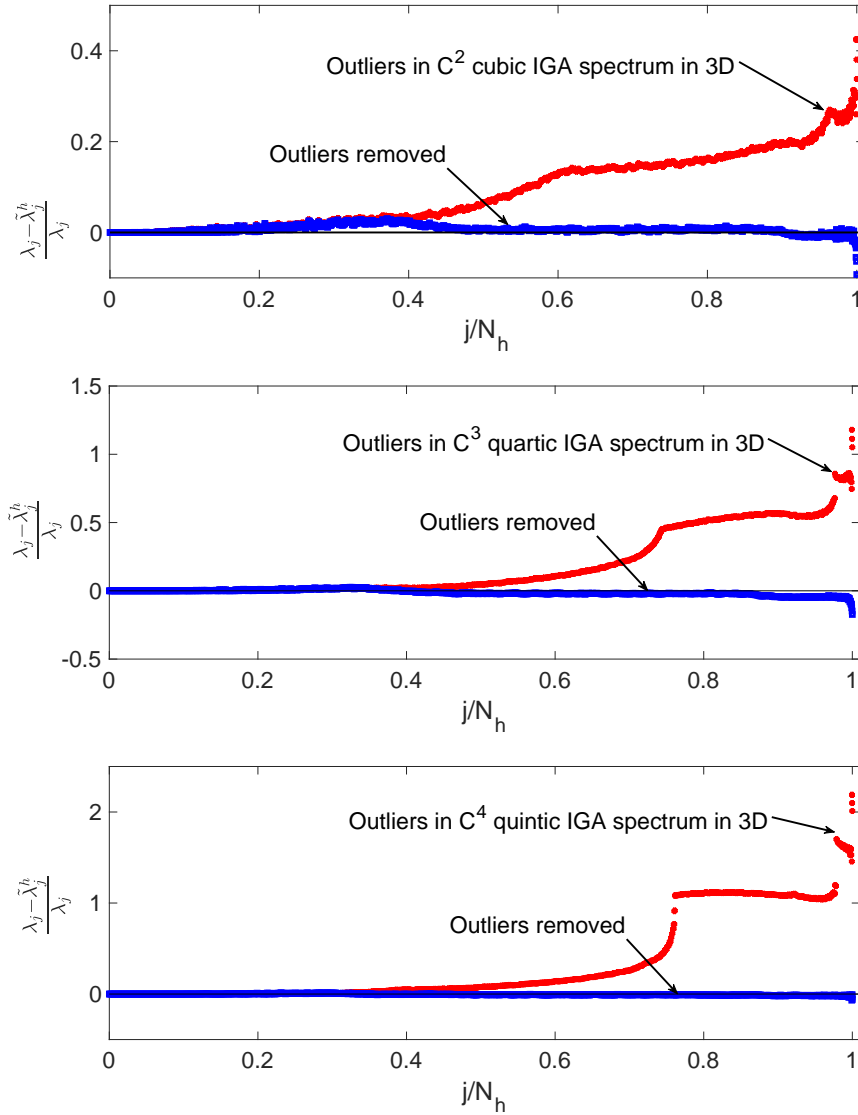 0.4
Outliers in C² cubic IGA spectrum in 3D
0.2
Outliers removed
λⱼ − λ̃ⱼʰ / λⱼ
0
0 0.2 0.4 0.6 0.8 1
j/N_h
1.5
1
Outliers in C³ quartic IGA spectrum in 3D
0.5
Outliers removed
λⱼ − λ̃ⱼʰ / λⱼ
0
-0.5
0 0.2 0.4 0.6 0.8 1
j/N_h
2
Outliers in C⁴ quintic IGA spectrum in 3D
1
Outliers removed
λⱼ − λ̃ⱼʰ / λⱼ
0
0 0.2 0.4 0.6 0.8 1
j/N_h